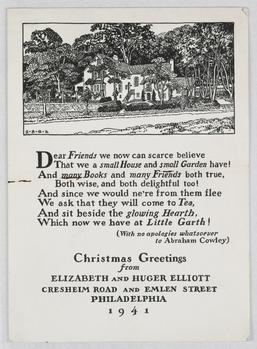 Dear Friends we now can scarce believe
That we a small House and small Garden have!
And many Books and many Friends both true,
Both wise, and both delightful too!
And since we would ne're from them flee
We ask that they will come to Tea,
And sit beside the glowing Hearth,
Which now we have at Little Garth!
(With no apologies whatsoever
to Abraham Cowley)
Christmas Greetings
from
ELIZABETH AND HUGER ELLIOTT
CRESHEIM ROAD AND EMLEN STREET
PHILADELPHIA
1941